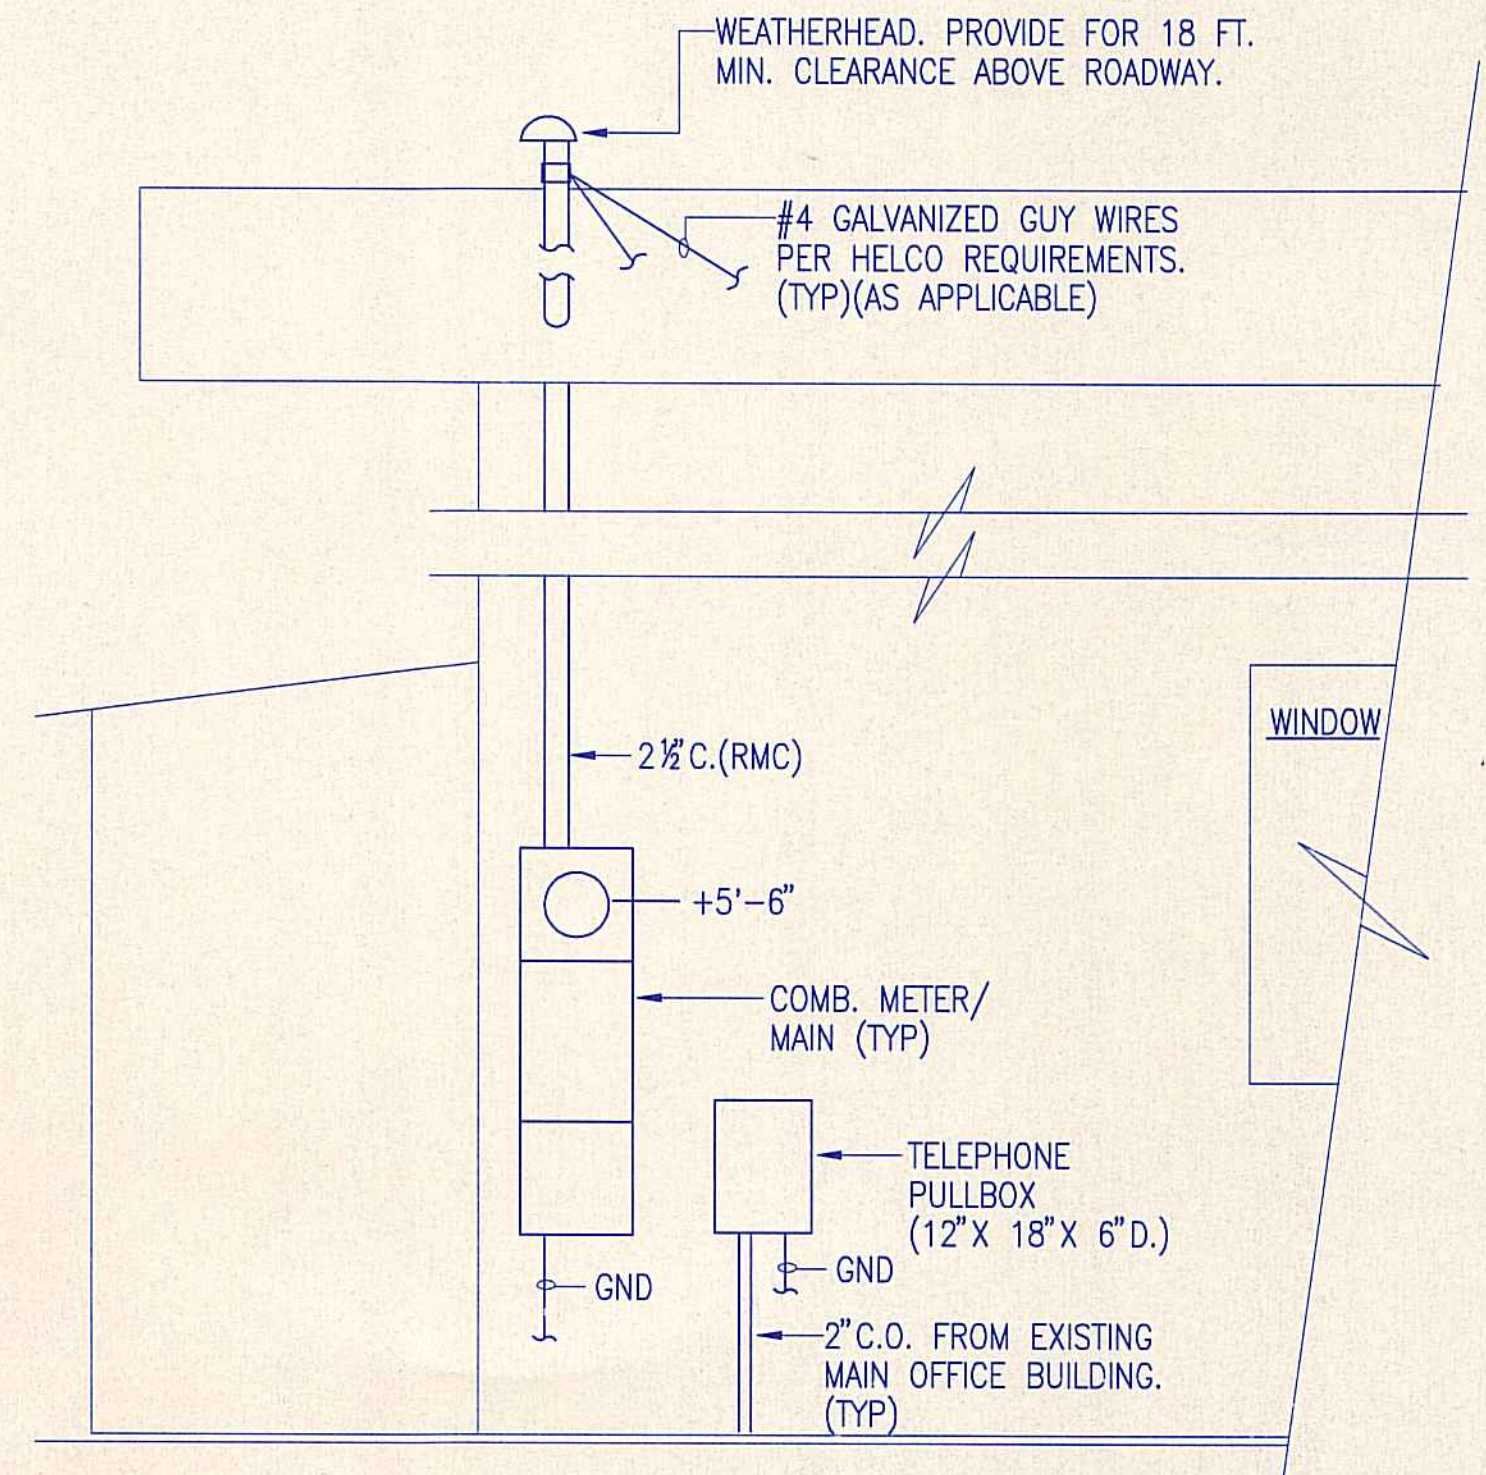 WEATHERHEAD. PROVIDE FOR 18 FT.
MIN. CLEARANCE ABOVE ROADWAY.
#4 GALVANIZED GUY WIRES
PER HELCO REQUIREMENTS.
(TYP)(AS APPLICABLE)
WINDOW
2½"C.(RMC)
+5'-6"
COMB. METER/
MAIN (TYP)
TELEPHONE
PULLBOX
(12"X 18"X 6"D.)
GND
GND
2"C.O. FROM EXISTING
MAIN OFFICE BUILDING.
(TYP)